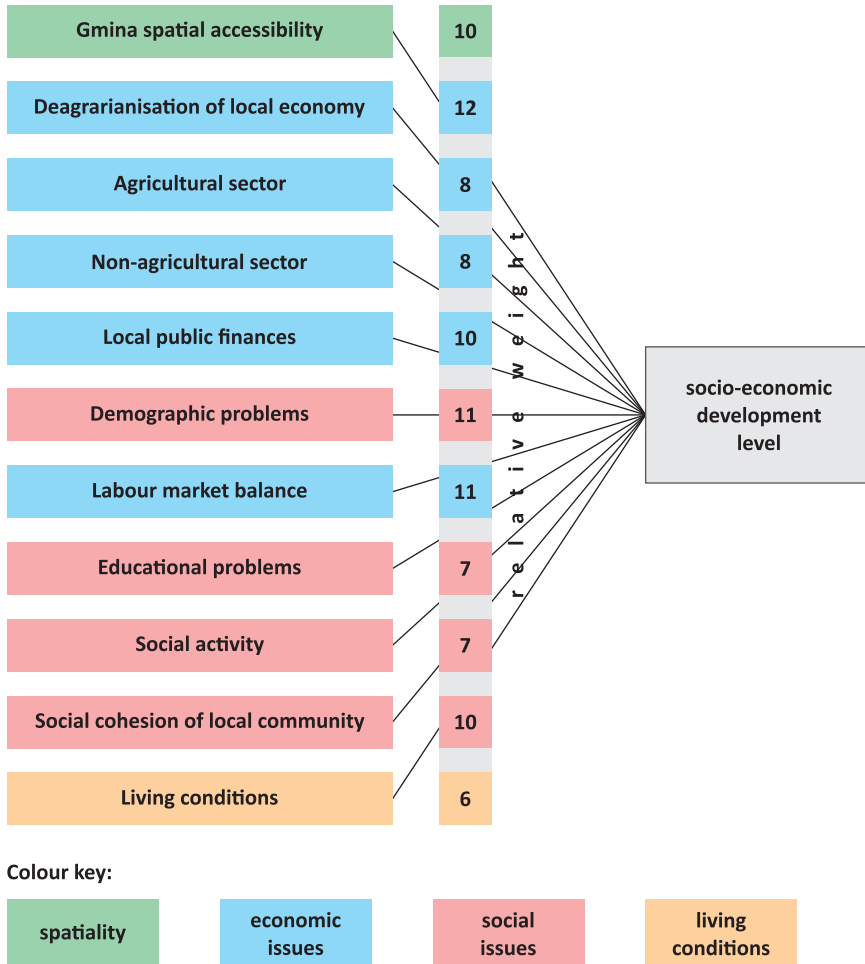 Gmina spatial accessibility 10
Deagrarianisation of local economy 12
Agricultural sector 8
Non-agricultural sector 8
Local public finances 10
Demographic problems 11
Labour market balance 11
Educational problems 7
Social activity 7
Social cohesion of local community 10
Living conditions 6
relative weight
socio-economic
development
level
Colour key:
spatiality
economic
issues
social
issues
living
conditions